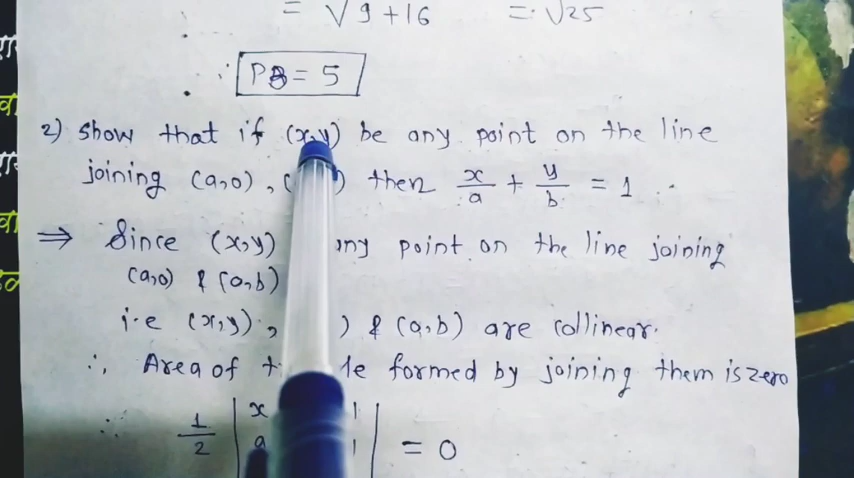 = √9+16 = √25
∴ PB = 5
2) show that if (x,y) be any point on the line
joining (a,0), ( ) then x/a + y/b = 1
⇒ Since (x,y) any point on the line joining
(a,0) & (0,b)
i.e (x,y), ) & (a,b) are collinear.
∴ Area of formed by joining them is zero
∴ 1/2 | x 1
a 1 | = 0